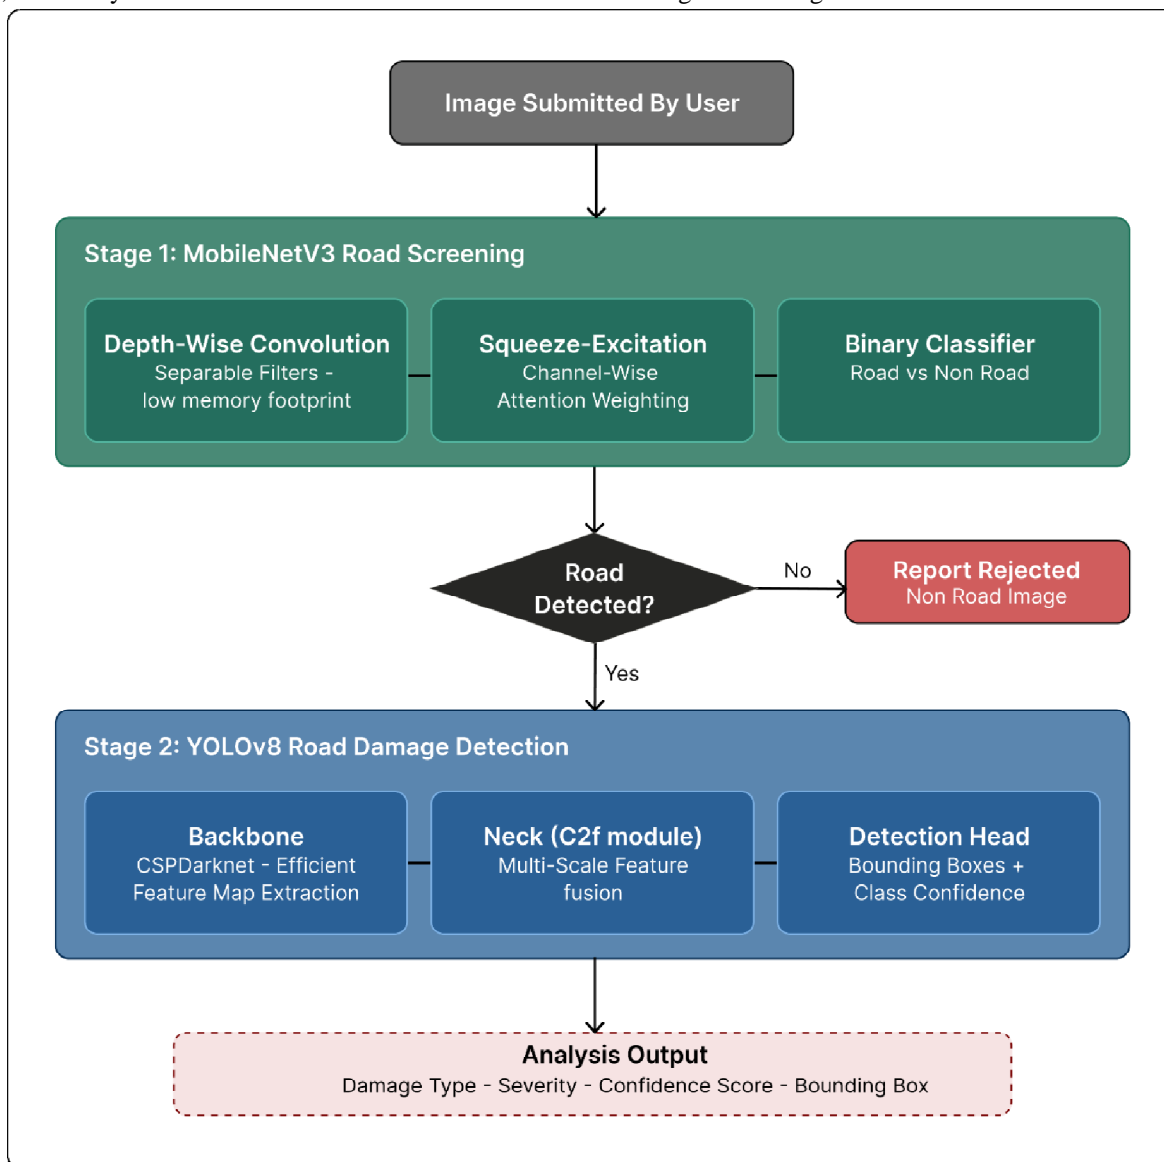 Image Submitted By User
Stage 1: MobileNetV3 Road Screening
Depth-Wise Convolution
Separable Filters -
low memory footprint
Squeeze-Excitation
Channel-Wise
Attention Weighting
Binary Classifier
Road vs Non Road
Road
Detected?
No
Report Rejected
Non Road Image
Yes
Stage 2: YOLOv8 Road Damage Detection
Backbone
CSPDarknet - Efficient
Feature Map Extraction
Neck (C2f module)
Multi-Scale Feature
fusion
Detection Head
Bounding Boxes +
Class Confidence
Analysis Output
Damage Type - Severity - Confidence Score - Bounding Box